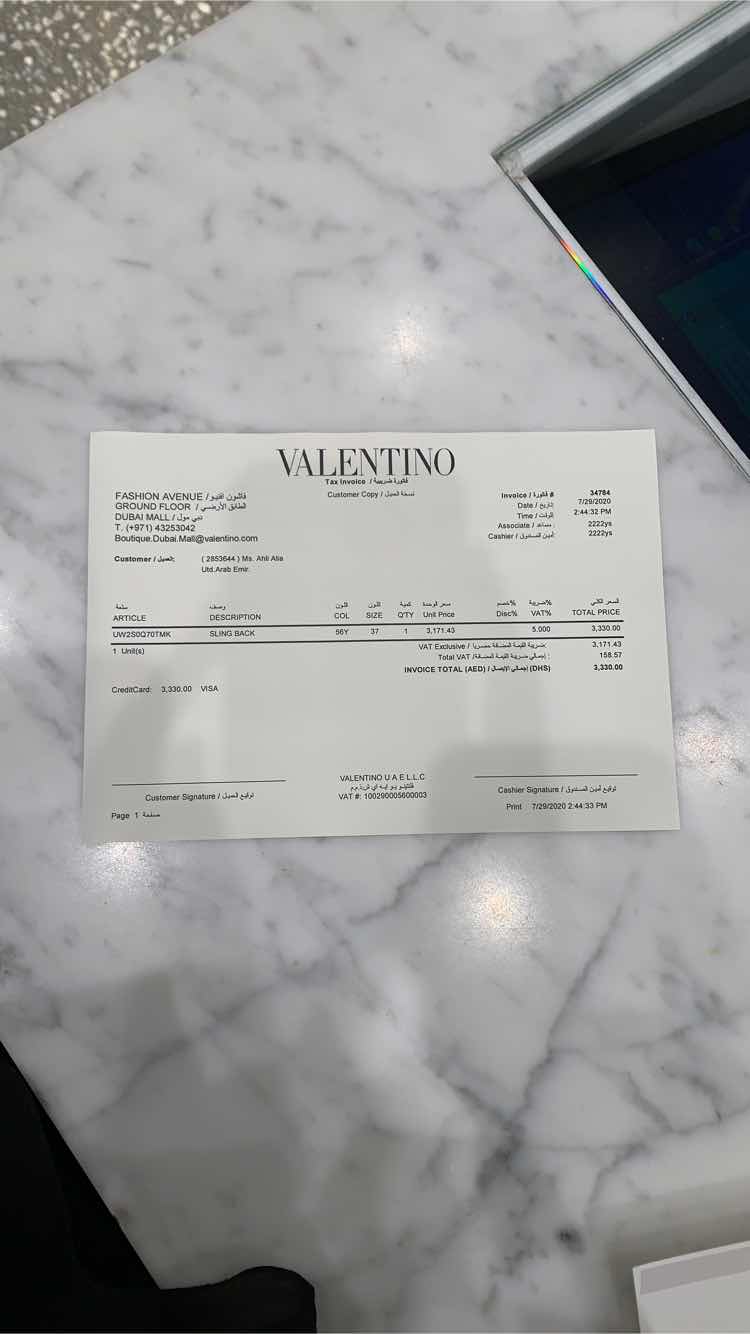 VALENTINO
Tax Invoice / فاتورة ضريبية
Customer Copy / نسخة العميل
FASHION AVENUE / فاشون افنيو
GROUND FLOOR / الطابق الأرضي
DUBAI MALL / دبي مول
T. (+971) 43253042
Boutique.Dubai.Mall@valentino.com
Invoice / فاتورة # 34784
Date / تاريخ: 7/29/2020
Time / الوقت: 2:44:32 PM
Associate / مساعد : 2222ys
Cashier / أمين الصندوق: 2222ys
Customer / العميل: ( 2853644 ) Ms. Ahli Alia
Utd.Arab Emir.
سلعة وصف اللون اللون كمية سعر الوحدة خصم% ضريبة% السعر الكلي
ARTICLE DESCRIPTION COL SIZE Q'TY Unit Price Disc% VAT% TOTAL PRICE
UW2S0Q70TMK SLING BACK 56Y 37 1 3,171.43 5.000 3,330.00
1 Unit(s)
VAT Exclusive / ضريبة القيمة المضافة حصريا: 3,171.43
Total VAT / إجمالي ضريبة القيمة المضافة : 158.57
INVOICE TOTAL (AED) / إجمالي الإيصال (DHS) 3,330.00
CreditCard: 3,330.00 VISA
Customer Signature / توقيع العميل
VALENTINO U A E L.L.C
فالنتينو يو ايه اي ش.ذ.م.م
VAT #: 100290005600003
Cashier Signature / توقيع أمين الصندوق
Print 7/29/2020 2:44:33 PM
Page 1 صفحة